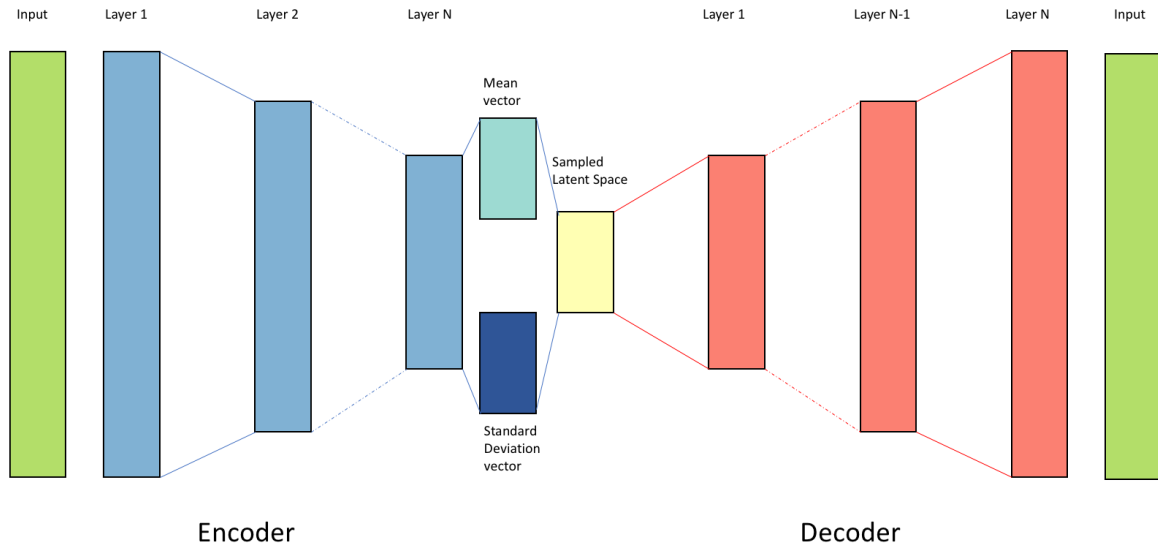 Input
Layer 1
Layer 2
Layer N
Layer 1
Layer N-1
Layer N
Input
Mean
vector
Sampled
Latent Space
Standard
Deviation
vector
Encoder
Decoder